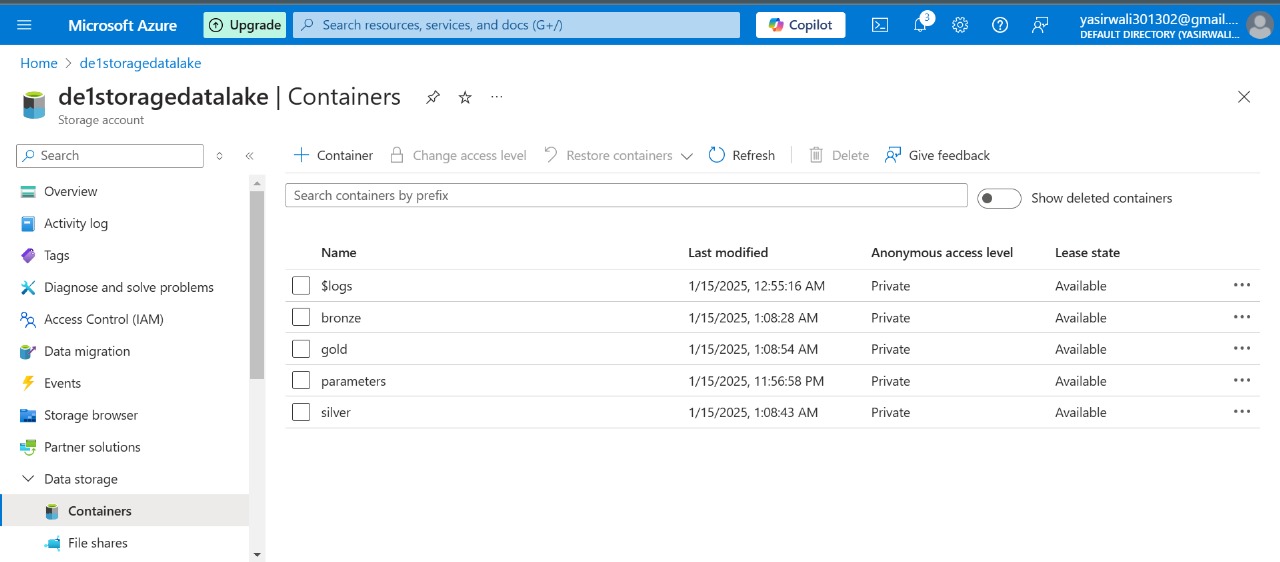 Microsoft Azure
Upgrade
Search resources, services, and docs (G+/)
Copilot
3
yasirwali301302@gmail....
DEFAULT DIRECTORY (YASIRWALI...
Home > de1storagedatalake
de1storagedatalake | Containers
Storage account
Search
Container
Change access level
Restore containers
Refresh
Delete
Give feedback
Search containers by prefix
Show deleted containers
Overview
Activity log
Tags
Diagnose and solve problems
Access Control (IAM)
Data migration
Events
Storage browser
Partner solutions
Data storage
Containers
File shares
Name Last modified Anonymous access level Lease state
$logs 1/15/2025, 12:55:16 AM Private Available
bronze 1/15/2025, 1:08:28 AM Private Available
gold 1/15/2025, 1:08:54 AM Private Available
parameters 1/15/2025, 11:56:58 PM Private Available
silver 1/15/2025, 1:08:43 AM Private Available